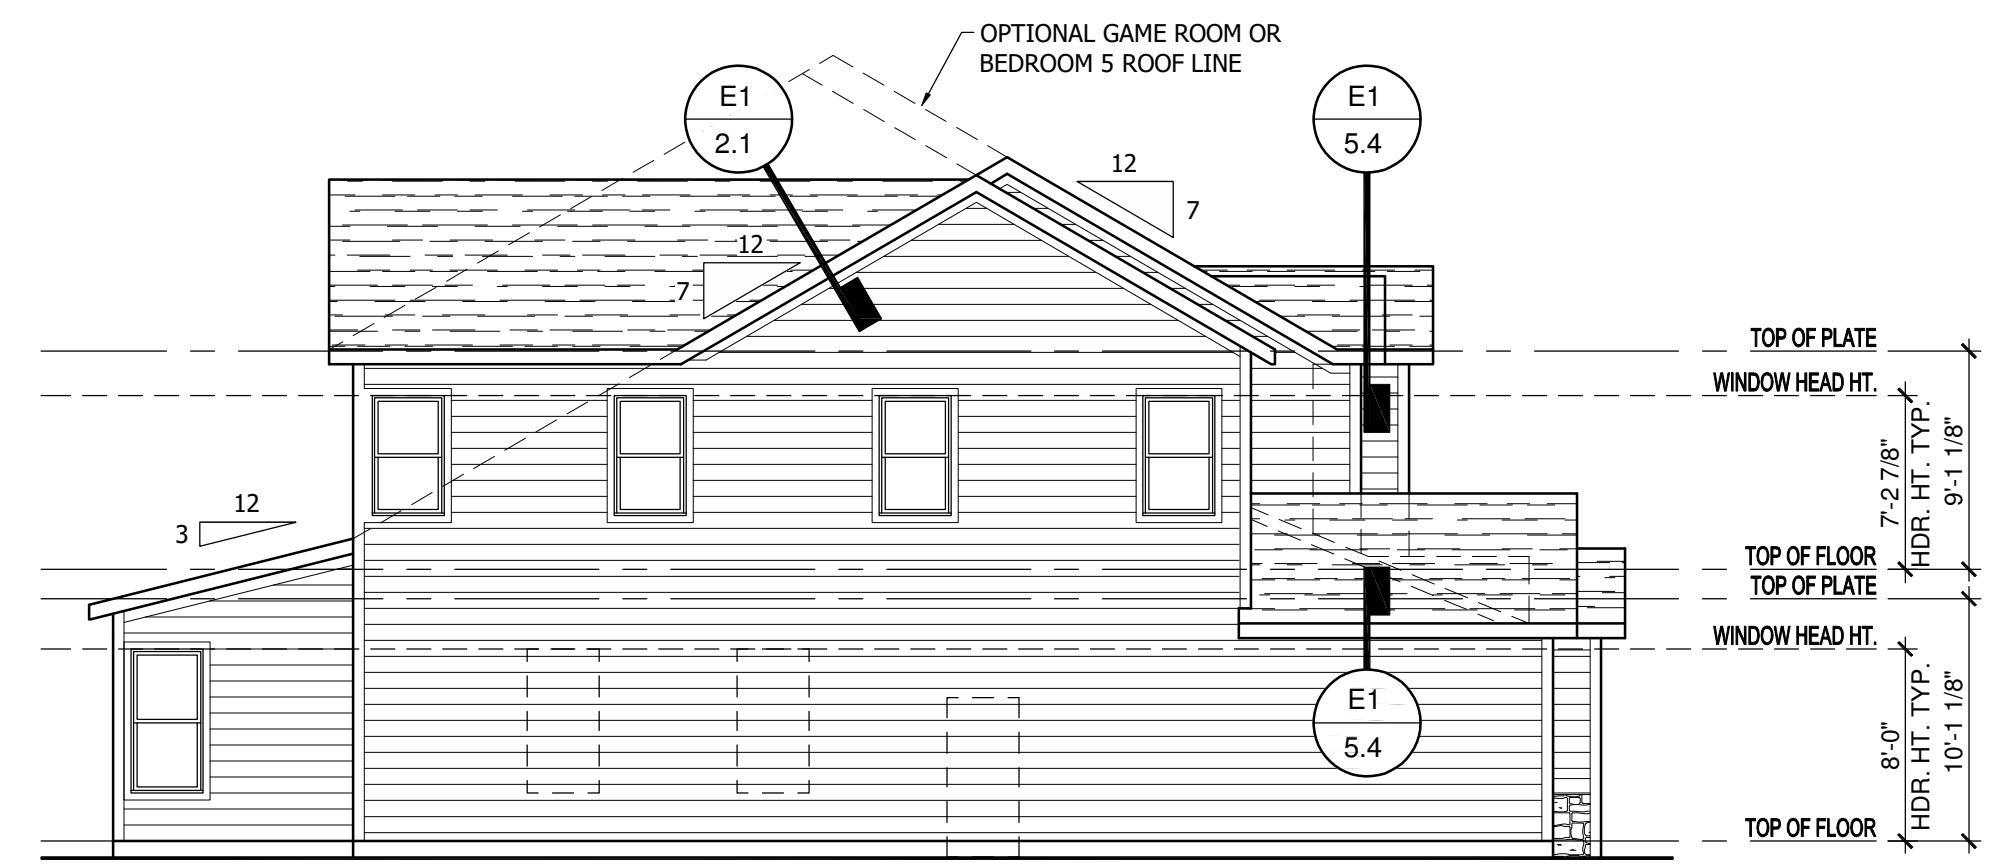 OPTIONAL GAME ROOM OR
BEDROOM 5 ROOF LINE
E1
2.1
E1
5.4
12
7
12
7
TOP OF PLATE
WINDOW HEAD HT.
7'-2 7/8"
HDR. HT. TYP.
9'-1 1/8"
12
3
TOP OF FLOOR
TOP OF PLATE
WINDOW HEAD HT.
E1
5.4
8'-0"
HDR. HT. TYP.
10'-1 1/8"
TOP OF FLOOR